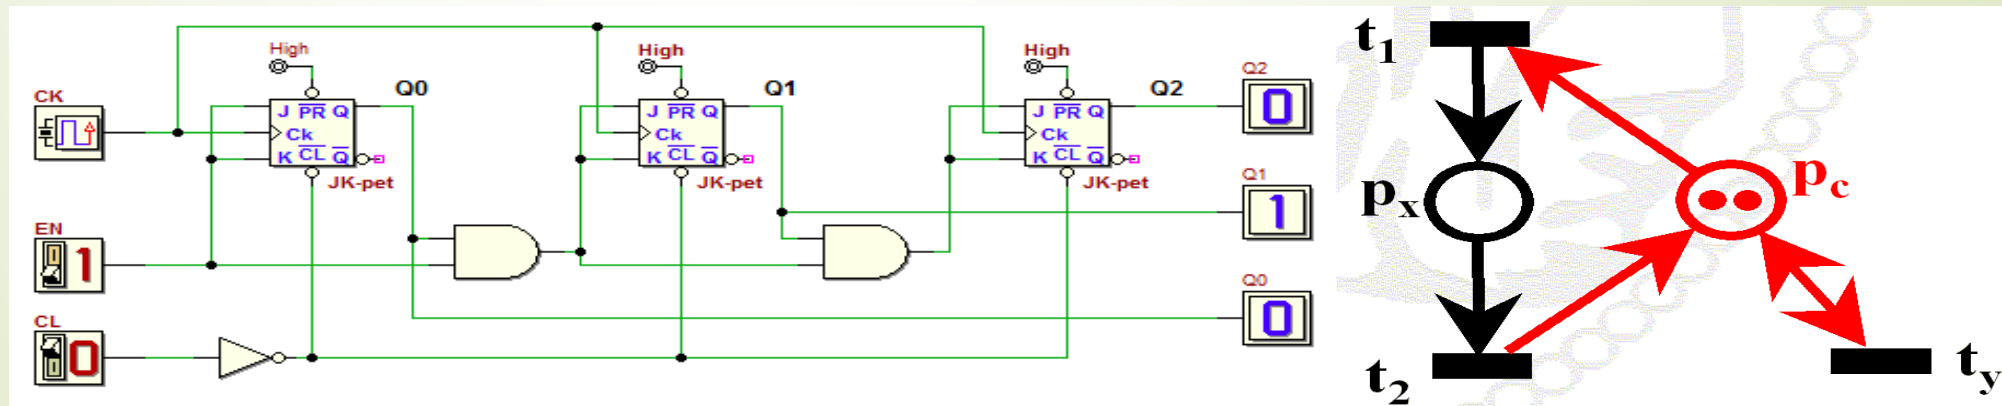 CK
EN
1
CL
0
High
Q0
J PR Q
Ck
K CL Q
JK-pet
High
Q1
J PR Q
Ck
K CL Q
JK-pet
High
Q2
J PR Q
Ck
K CL Q
JK-pet
Q2
0
Q1
1
Q0
0
t1
px
pc
t2
ty